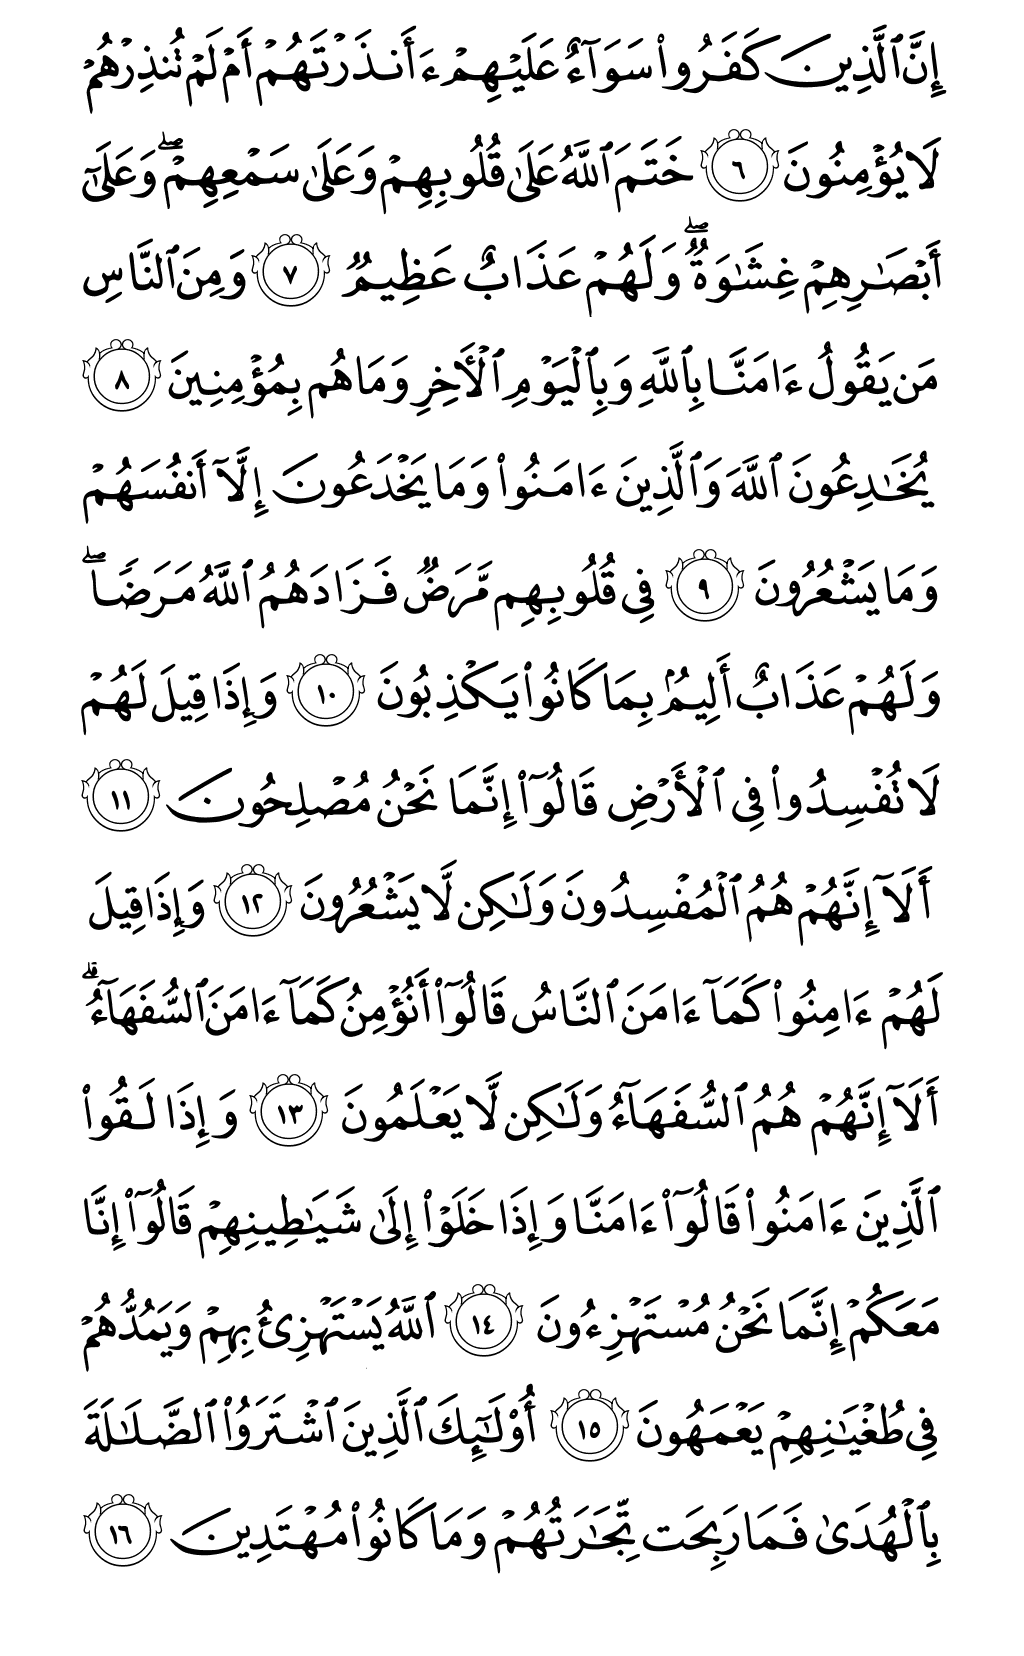 إِنَّ ٱلَّذِينَ كَفَرُوا۟ سَوَآءٌ عَلَيْهِمْ ءَأَنذَرْتَهُمْ أَمْ لَمْ تُنذِرْهُمْ
لَا يُؤْمِنُونَ ٦ خَتَمَ ٱللَّهُ عَلَىٰ قُلُوبِهِمْ وَعَلَىٰ سَمْعِهِمْ ۖ وَعَلَىٰٓ
أَبْصَـٰرِهِمْ غِشَـٰوَةٌ ۖ وَلَهُمْ عَذَابٌ عَظِيمٌ ٧ وَمِنَ ٱلنَّاسِ
مَن يَقُولُ ءَامَنَّا بِٱللَّهِ وَبِٱلْيَوْمِ ٱلْـَٔاخِرِ وَمَا هُم بِمُؤْمِنِينَ ٨
يُخَـٰدِعُونَ ٱللَّهَ وَٱلَّذِينَ ءَامَنُوا۟ وَمَا يَخْدَعُونَ إِلَّآ أَنفُسَهُمْ
وَمَا يَشْعُرُونَ ٩ فِى قُلُوبِهِم مَّرَضٌ فَزَادَهُمُ ٱللَّهُ مَرَضًا ۖ
وَلَهُمْ عَذَابٌ أَلِيمٌۢ بِمَا كَانُوا۟ يَكْذِبُونَ ١٠ وَإِذَا قِيلَ لَهُمْ
لَا تُفْسِدُوا۟ فِى ٱلْأَرْضِ قَالُوٓا۟ إِنَّمَا نَحْنُ مُصْلِحُونَ ١١
أَلَآ إِنَّهُمْ هُمُ ٱلْمُفْسِدُونَ وَلَـٰكِن لَّا يَشْعُرُونَ ١٢ وَإِذَا قِيلَ
لَهُمْ ءَامِنُوا۟ كَمَآ ءَامَنَ ٱلنَّاسُ قَالُوٓا۟ أَنُؤْمِنُ كَمَآ ءَامَنَ ٱلسُّفَهَآءُ ۗ
أَلَآ إِنَّهُمْ هُمُ ٱلسُّفَهَآءُ وَلَـٰكِن لَّا يَعْلَمُونَ ١٣ وَإِذَا لَقُوا۟
ٱلَّذِينَ ءَامَنُوا۟ قَالُوٓا۟ ءَامَنَّا وَإِذَا خَلَوْا۟ إِلَىٰ شَيَـٰطِينِهِمْ قَالُوٓا۟ إِنَّا
مَعَكُمْ إِنَّمَا نَحْنُ مُسْتَهْزِءُونَ ١٤ ٱللَّهُ يَسْتَهْزِئُ بِهِمْ وَيَمُدُّهُمْ
فِى طُغْيَـٰنِهِمْ يَعْمَهُونَ ١٥ أُو۟لَـٰٓئِكَ ٱلَّذِينَ ٱشْتَرَوُا۟ ٱلضَّلَـٰلَةَ
بِٱلْهُدَىٰ فَمَا رَبِحَت تِّجَـٰرَتُهُمْ وَمَا كَانُوا۟ مُهْتَدِينَ ١٦